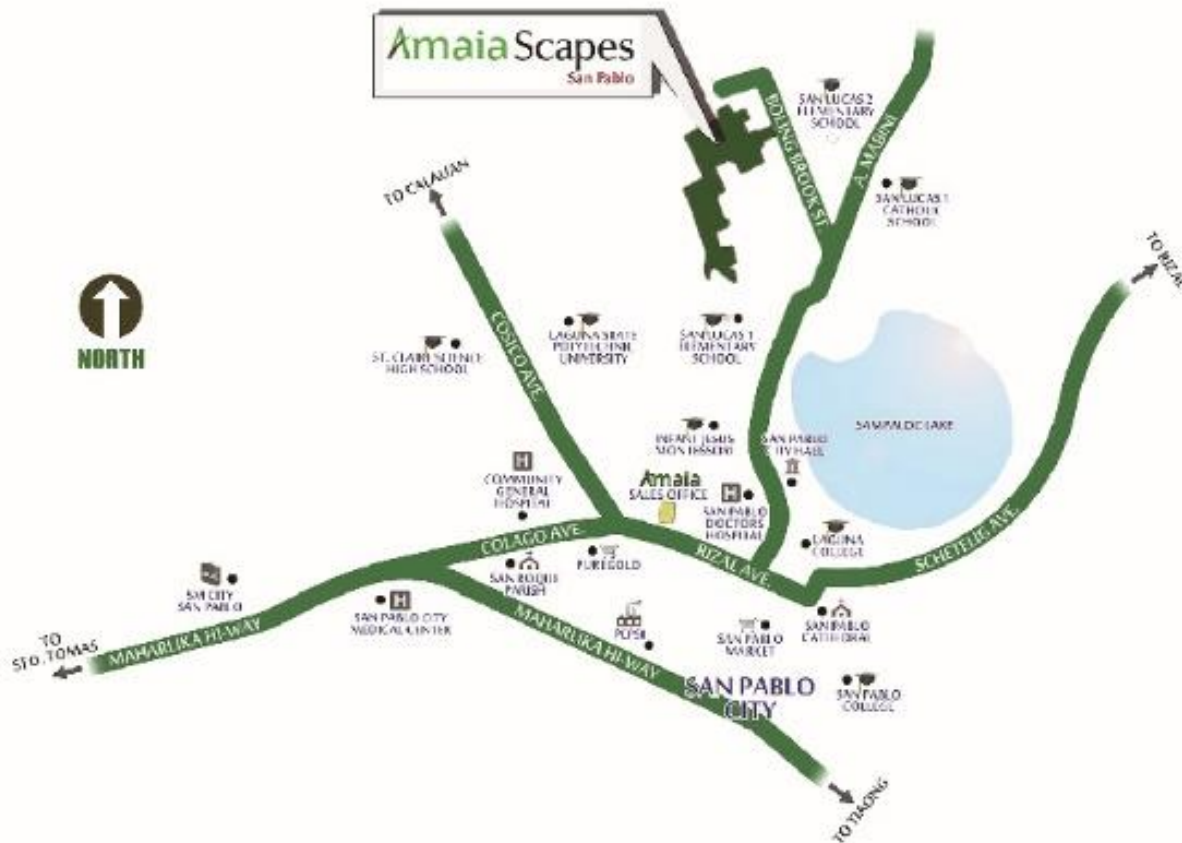 Amaia Scapes
San Pablo
SAN LUCAS 2
ELEMENTARY
SCHOOL
BOLING BROOK ST.
A. MABINI
SAN LUCAS 1
CATHOLIC
SCHOOL
TO CALAUAN
TO RIZAL
NORTH
COSICO AVE.
LAGUNA STATE
POLYTECHNIC
UNIVERSITY
ST. CLAIRE SCIENCE
HIGH SCHOOL
SAN LUCAS 1
ELEMENTARY
SCHOOL
SAMPALOC LAKE
INFANT JESUS
MONTESSORI
SAN PABLO
CITY HALL
COMMUNITY
GENERAL
HOSPITAL
Amaia
SALES OFFICE
SAN PABLO
DOCTORS
HOSPITAL
LAGUNA
COLLEGE
SCHETELIG AVE.
COLAGO AVE.
RIZAL AVE.
PUREGOLD
SAN ROQUE
PARISH
SM CITY
SAN PABLO
SAN PABLO CITY
MEDICAL CENTER
SAN PABLO
MARKET
SAN PABLO
CATHEDRAL
TO
STO. TOMAS
MAHARLIKA HI-WAY
MAHARLIKA HI-WAY
SAN PABLO
CITY
SAN PABLO
COLLEGE
TO TIAONG